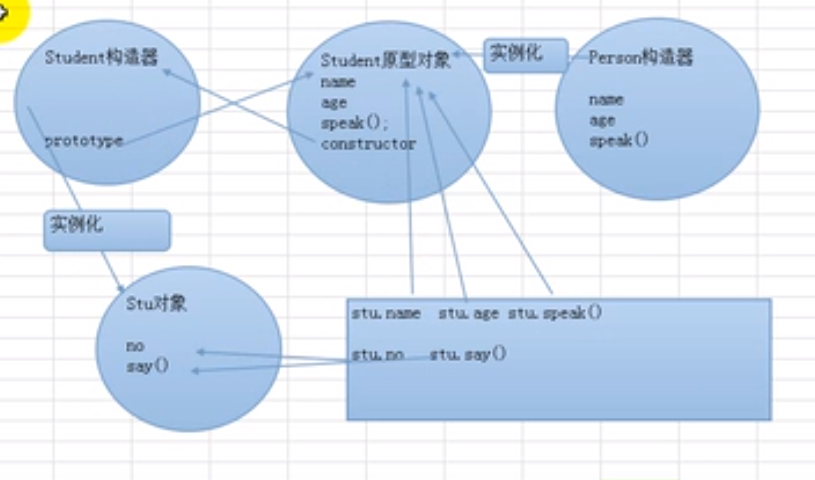 Student构造器
prototype
Student原型对象
name
age
speak();
constructor
实例化
Person构造器
name
age
speak()
实例化
Stu对象
no
say()
stu.name stu.age stu.speak()
stu.no stu.say()